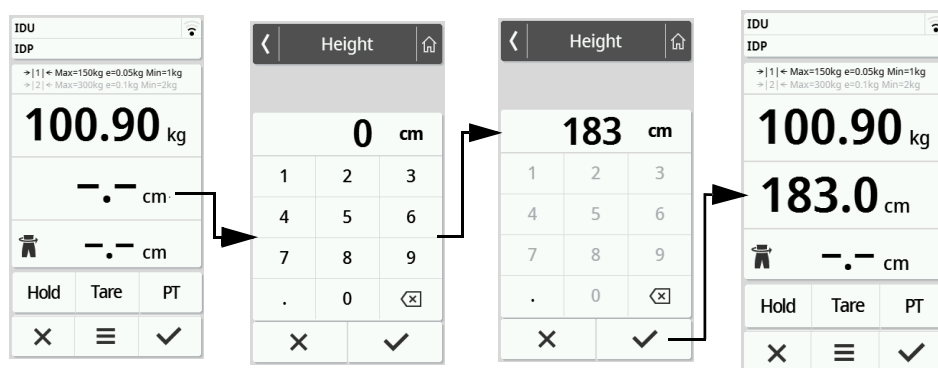 IDU
IDP
→|1|← Max=150kg e=0.05kg Min=1kg
→|2|← Max=300kg e=0.1kg Min=2kg
100.90 kg
-.- cm
-.- cm
Hold Tare PT
Height
0 cm
1 2 3
4 5 6
7 8 9
. 0
Height
183 cm
1 2 3
4 5 6
7 8 9
. 0
IDU
IDP
→|1|← Max=150kg e=0.05kg Min=1kg
→|2|← Max=300kg e=0.1kg Min=2kg
100.90 kg
183.0 cm
-.- cm
Hold Tare PT